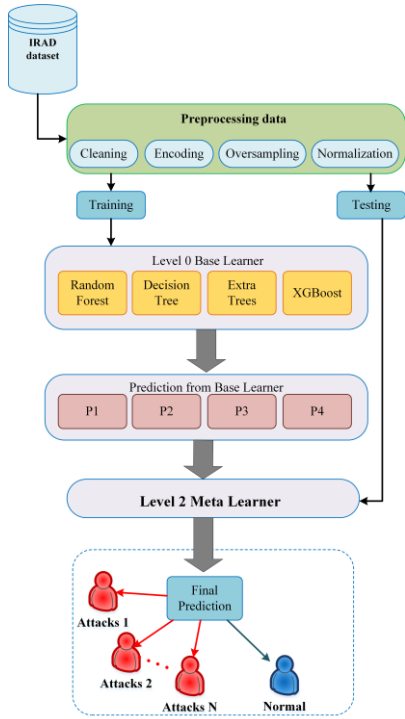 IRAD
dataset
Preprocessing data
Cleaning
Encoding
Oversampling
Normalization
Training
Testing
Level 0 Base Learner
Random
Forest
Decision
Tree
Extra
Trees
XGBoost
Prediction from Base Learner
P1
P2
P3
P4
Level 2 Meta Learner
Final
Prediction
Attacks 1
Attacks 2
Attacks N
Normal